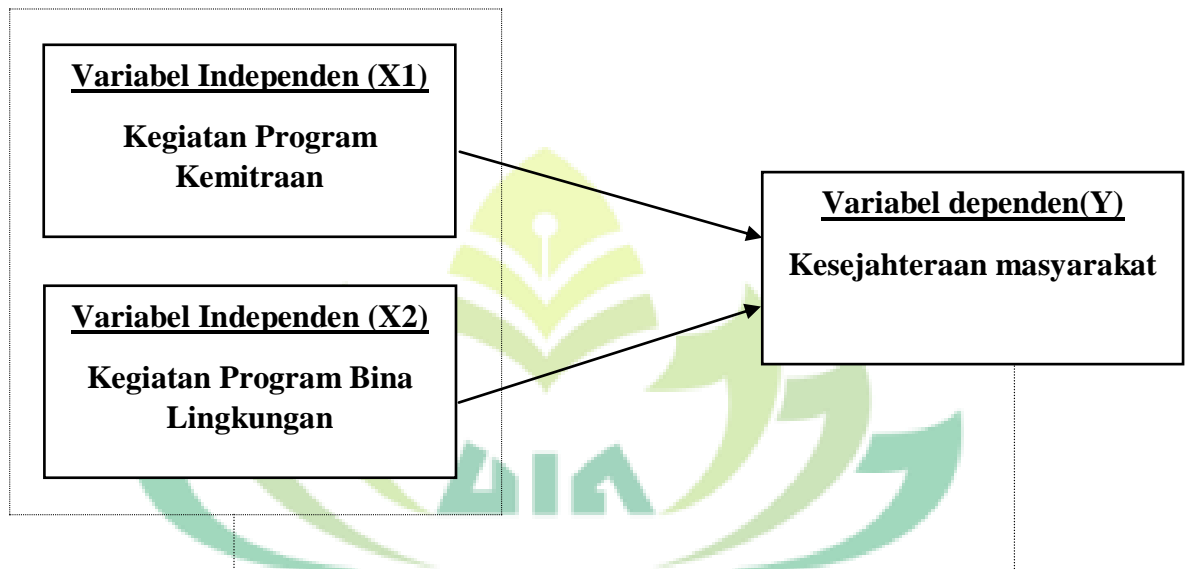 Variabel Independen (X1)
Kegiatan Program
Kemitraan
Variabel dependen(Y)
Kesejahteraan masyarakat
Variabel Independen (X2)
Kegiatan Program Bina
Lingkungan